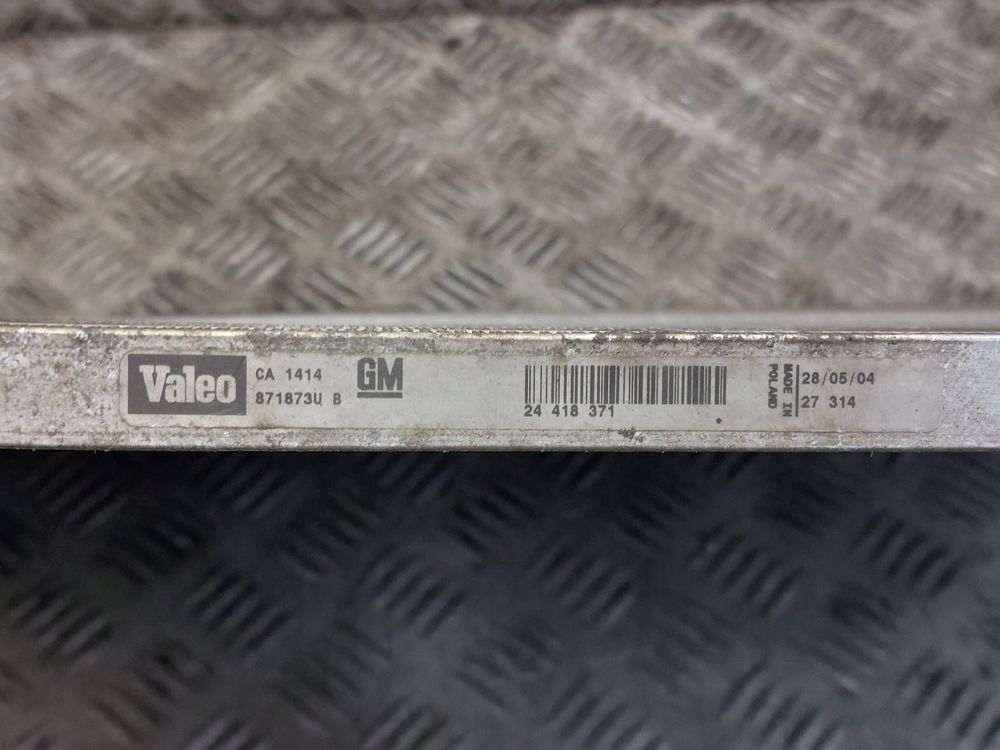 Valeo
CA 1414
871873U B
GM
24 418 371
MADE IN
POLAND
28/05/04
27 314